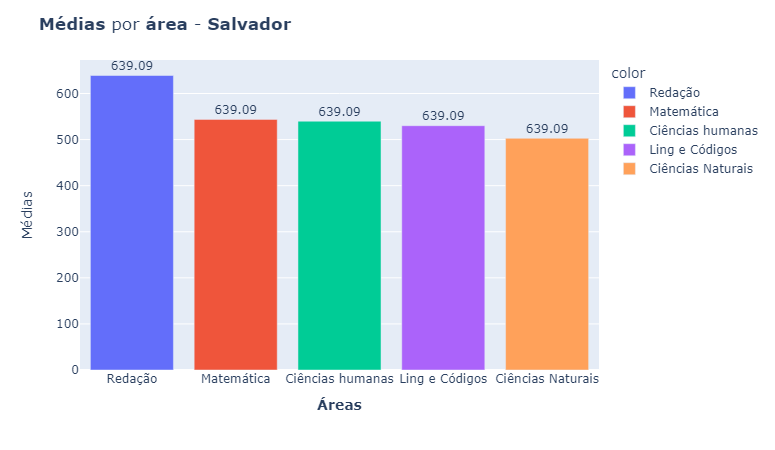 Médias por área - Salvador
639.09
639.09
639.09
639.09
639.09
600
500
400
300
200
100
0
Médias
Redação
Matemática
Ciências humanas
Ling e Códigos
Ciências Naturais
Áreas
color
Redação
Matemática
Ciências humanas
Ling e Códigos
Ciências Naturais